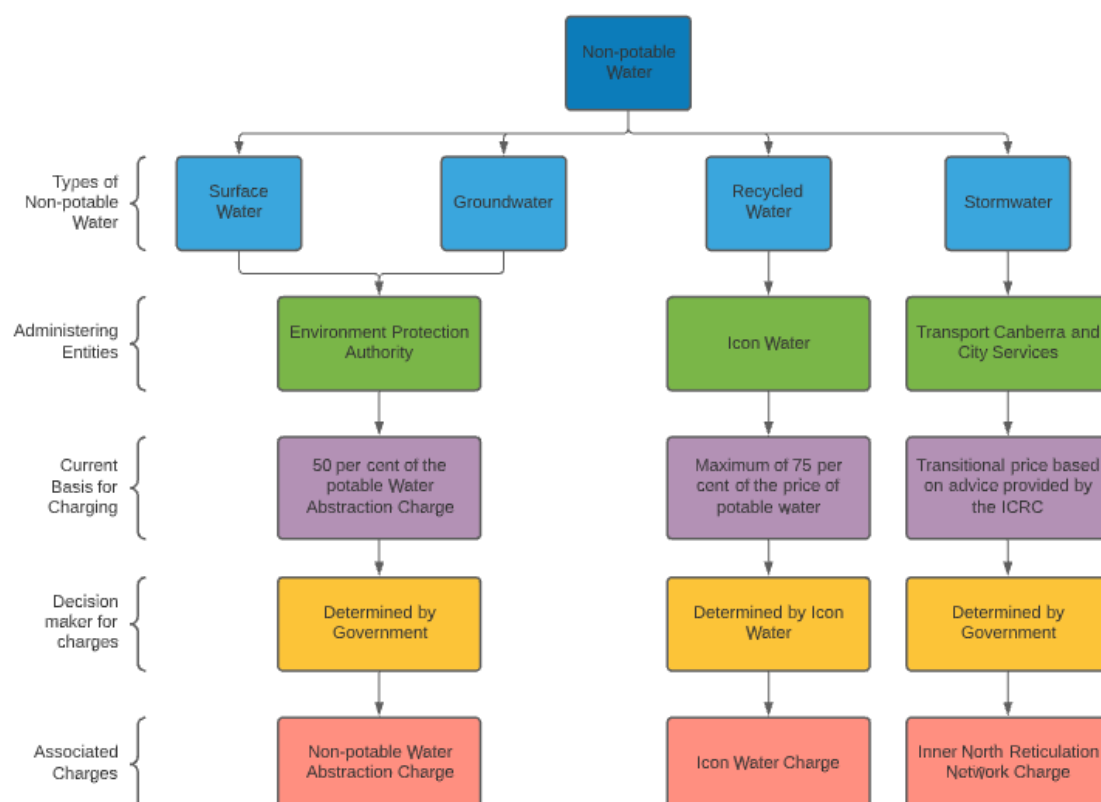 Non-potable
Water
Types of
Non-potable
Water
Surface
Water
Groundwater
Recycled
Water
Stormwater
Administering
Entities
Environment Protection
Authority
Icon Water
Transport Canberra and
City Services
Current
Basis for
Charging
50 per cent of the
potable Water
Abstraction Charge
Maximum of 75 per
cent of the price of
potable water
Transitional price based
on advice provided by
the ICRC
Decision
maker for
charges
Determined by
Government
Determined by Icon
Water
Determined by
Government
Associated
Charges
Non-potable Water
Abstraction Charge
Icon Water Charge
Inner North Reticulation
Network Charge